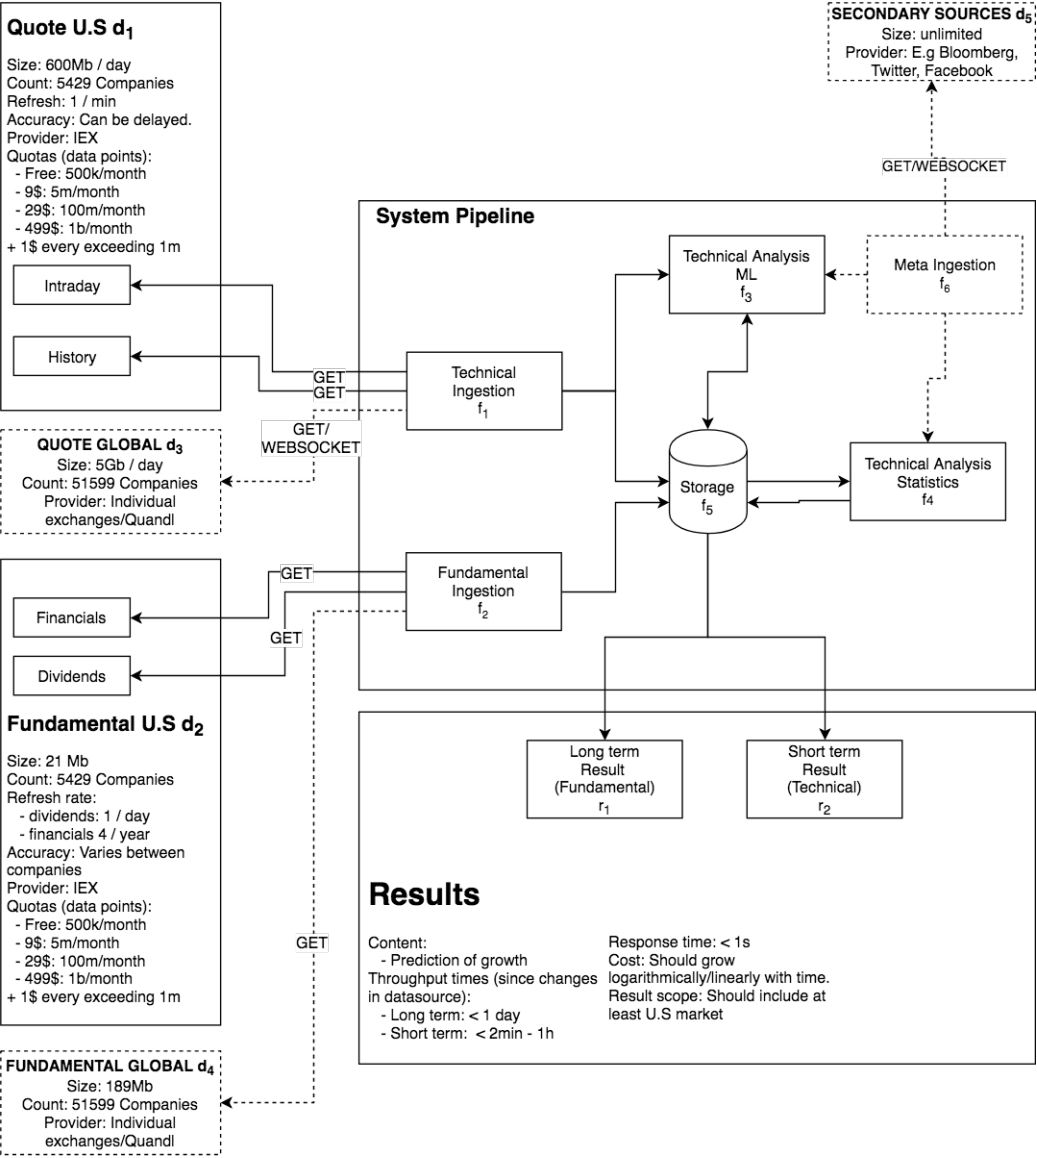 Quote U.S d1
Size: 600Mb / day
Count: 5429 Companies
Refresh: 1 / min
Accuracy: Can be delayed.
Provider: IEX
Quotas (data points):
- Free: 500k/month
- 9$: 5m/month
- 29$: 100m/month
- 499$: 1b/month
+ 1$ every exceeding 1m
Intraday
History
QUOTE GLOBAL d3
Size: 5Gb / day
Count: 51599 Companies
Provider: Individual
exchanges/Quandl
Financials
Dividends
Fundamental U.S d2
Size: 21 Mb
Count: 5429 Companies
Refresh rate:
- dividends: 1 / day
- financials 4 / year
Accuracy: Varies between
companies
Provider: IEX
Quotas (data points):
- Free: 500k/month
- 9$: 5m/month
- 29$: 100m/month
- 499$: 1b/month
+ 1$ every exceeding 1m
FUNDAMENTAL GLOBAL d4
Size: 189Mb
Count: 51599 Companies
Provider: Individual
exchanges/Quandl
GET
GET
GET/
WEBSOCKET
GET
GET
GET
SECONDARY SOURCES d5
Size: unlimited
Provider: E.g Bloomberg,
Twitter, Facebook
GET/WEBSOCKET
System Pipeline
Technical Analysis
ML
f3
Meta Ingestion
f6
Technical
Ingestion
f1
Storage
f5
Technical Analysis
Statistics
f4
Fundamental
Ingestion
f2
Long term
Result
(Fundamental)
r1
Short term
Result
(Technical)
r2
Results
Content:
- Prediction of growth
Throughput times (since changes
in datasource):
- Long term: < 1 day
- Short term: < 2min - 1h
Response time: < 1s
Cost: Should grow
logarithmically/linearly with time.
Result scope: Should include at
least U.S market